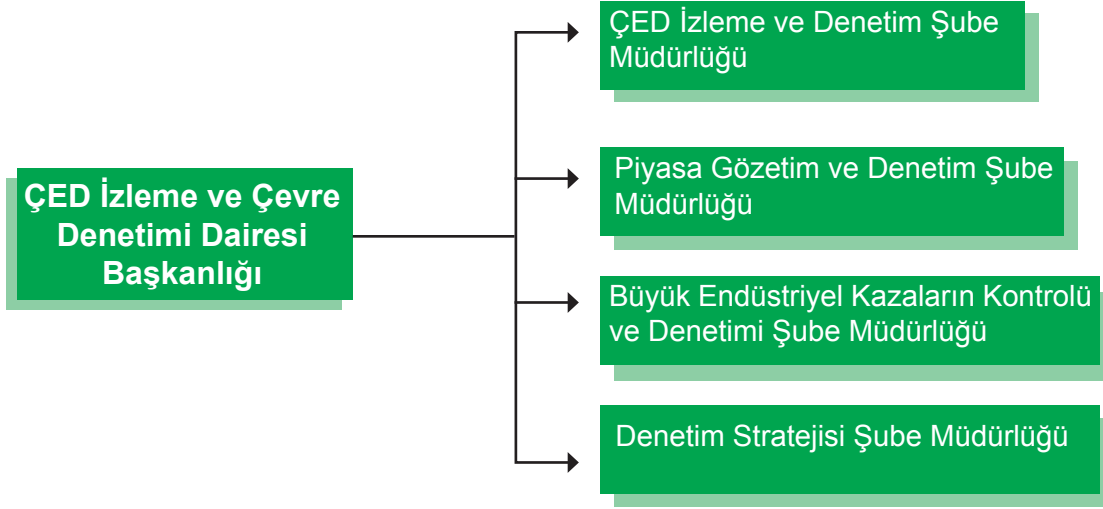 ÇED İzleme ve Çevre
Denetimi Dairesi
Başkanlığı
ÇED İzleme ve Denetim Şube
Müdürlüğü
Piyasa Gözetim ve Denetim Şube
Müdürlüğü
Büyük Endüstriyel Kazaların Kontrolü
ve Denetimi Şube Müdürlüğü
Denetim Stratejisi Şube Müdürlüğü